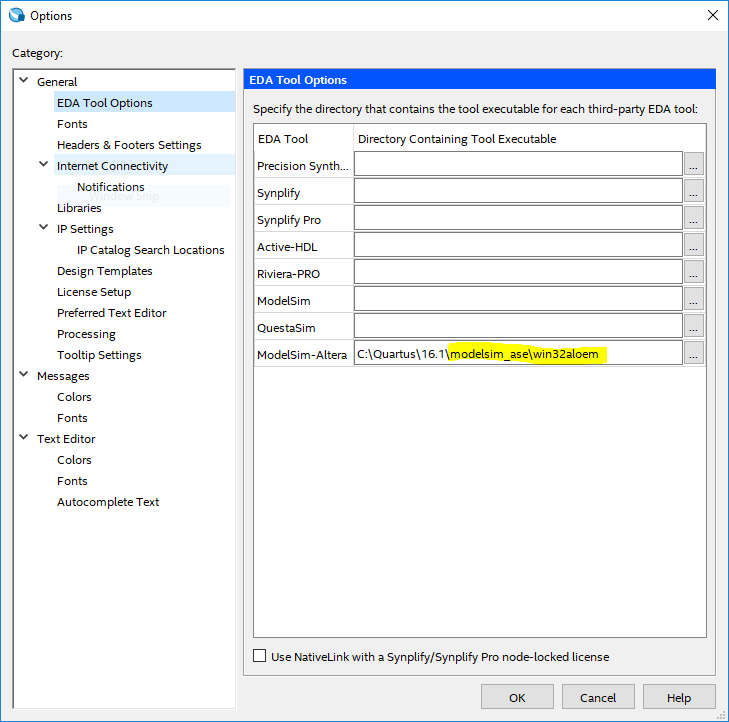 Options
Category:
General
EDA Tool Options
Fonts
Headers & Footers Settings
Internet Connectivity
Notifications
Window Snip
Libraries
IP Settings
IP Catalog Search Locations
Design Templates
License Setup
Preferred Text Editor
Processing
Tooltip Settings
Messages
Colors
Fonts
Text Editor
Colors
Fonts
Autocomplete Text
EDA Tool Options
Specify the directory that contains the tool executable for each third-party EDA tool:
EDA Tool Directory Containing Tool Executable
Precision Synth... ...
Synplify ...
Synplify Pro ...
Active-HDL ...
Riviera-PRO ...
ModelSim ...
QuestaSim ...
ModelSim-Altera C:\Quartus\16.1\modelsim_ase\win32aloem ...
Use NativeLink with a Synplify/Synplify Pro node-locked license
OK Cancel Help